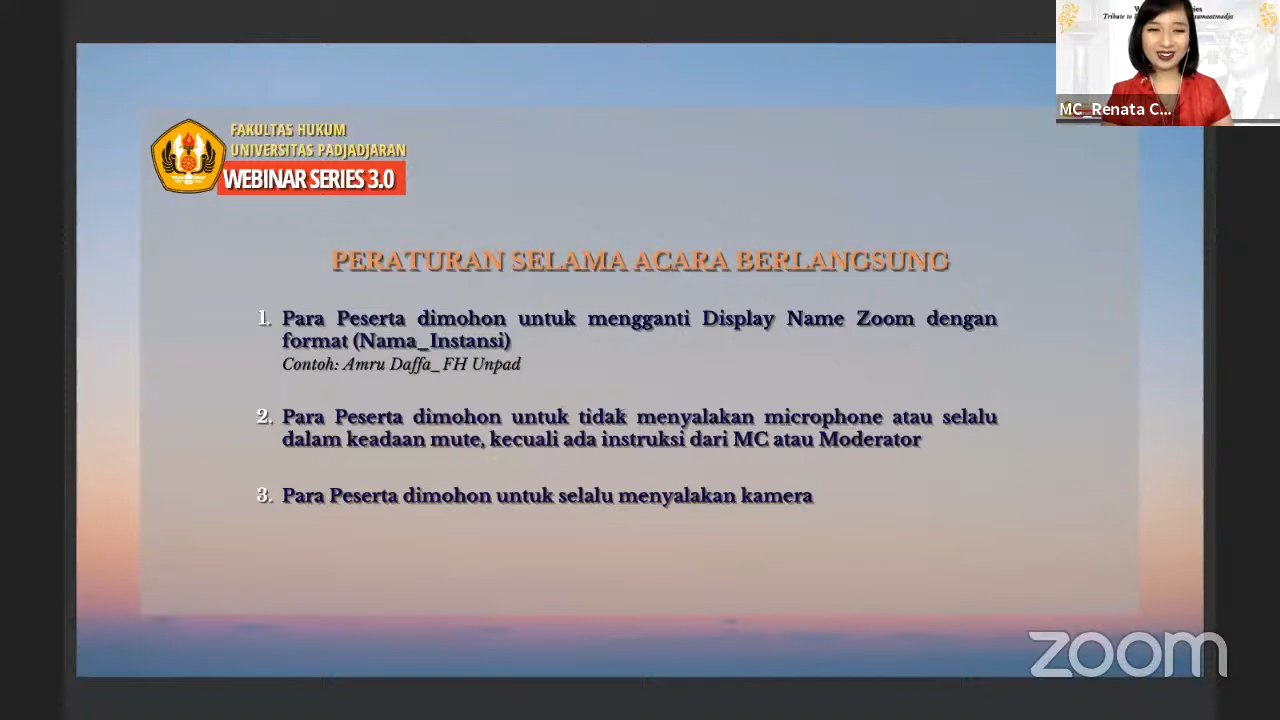 Tribute to
MC_Renata C...
FAKULTAS HUKUM
UNIVERSITAS PADJADJARAN
WEBINAR SERIES 3.0
PERATURAN SELAMA ACARA BERLANGSUNG
1. Para Peserta dimohon untuk mengganti Display Name Zoom dengan
format (Nama_Instansi)
Contoh: Amru Daffa_FH Unpad
2. Para Peserta dimohon untuk tidak menyalakan microphone atau selalu
dalam keadaan mute, kecuali ada instruksi dari MC atau Moderator
3. Para Peserta dimohon untuk selalu menyalakan kamera
zoom